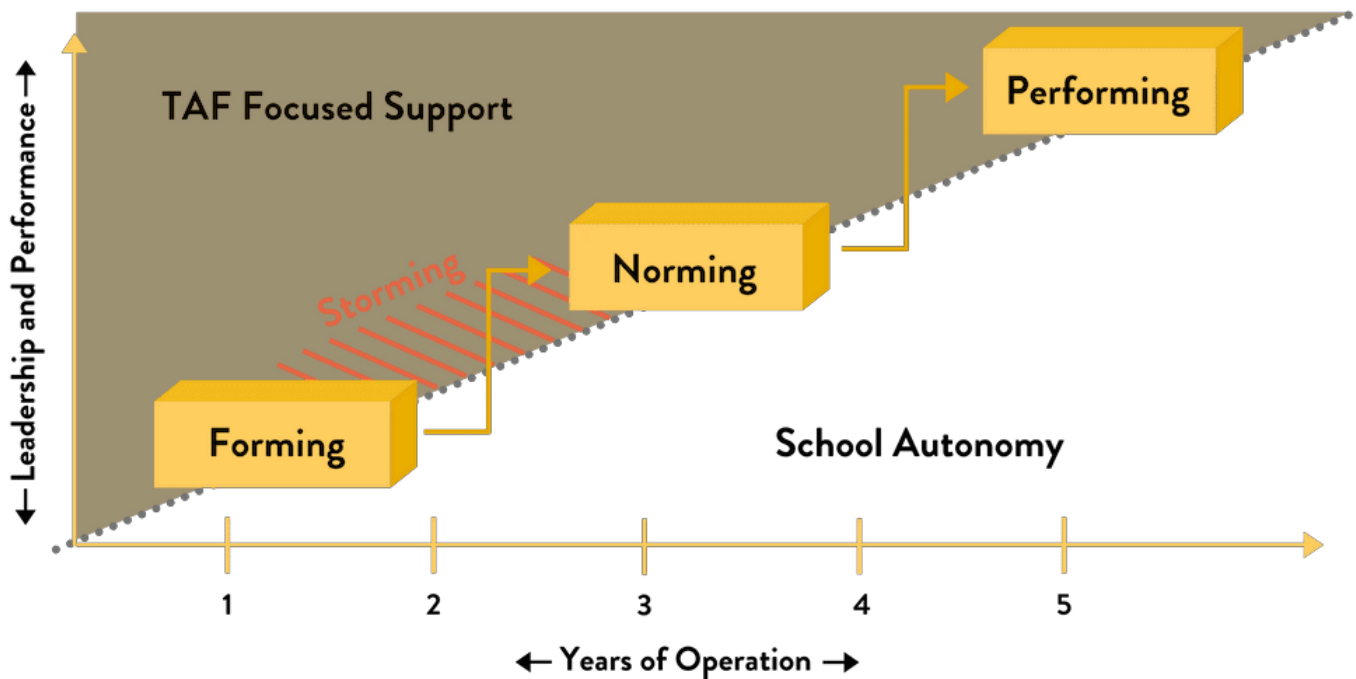 TAF Focused Support
Performing
Storming
Norming
Forming
School Autonomy
← Leadership and Performance →
1 2 3 4 5
← Years of Operation →